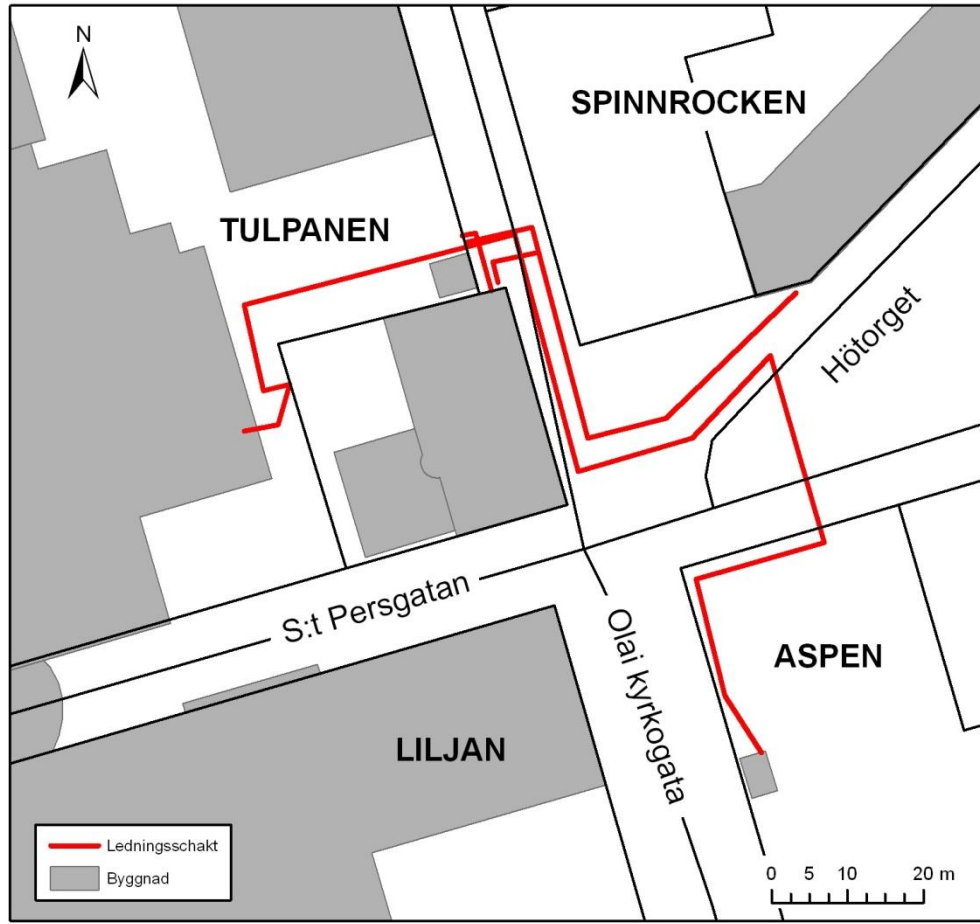 N
SPINNROCKEN
TULPANEN
Hötorget
S:t Persgatan
Olai kyrkogata
ASPEN
LILJAN
Ledningsschakt
Byggnad
0 5 10 20 m